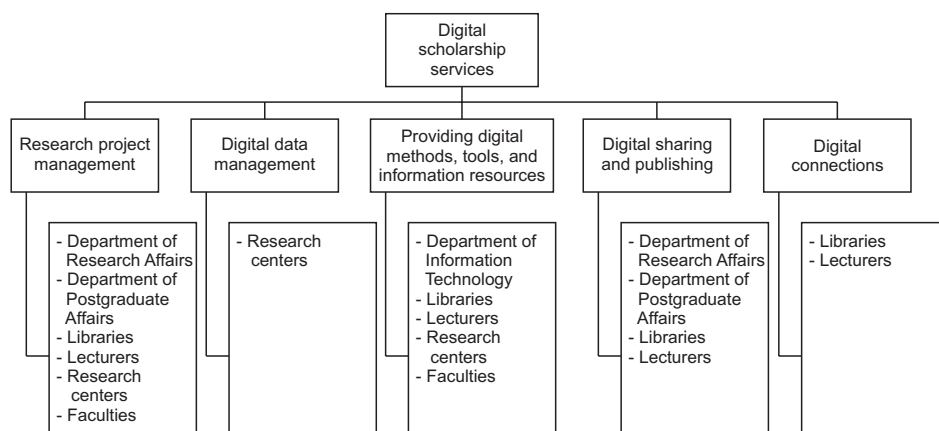 Digital
scholarship
services
Research project
management
Digital data
management
Providing digital
methods, tools, and
information resources
Digital sharing
and publishing
Digital
connections
- Department of
Research Affairs
- Department of
Postgraduate
Affairs
- Libraries
- Lecturers
- Research
centers
- Faculties
- Research
centers
- Department of
Information
Technology
- Libraries
- Lecturers
- Research
centers
- Faculties
- Department of
Research Affairs
- Department of
Postgraduate
Affairs
- Libraries
- Lecturers
- Libraries
- Lecturers